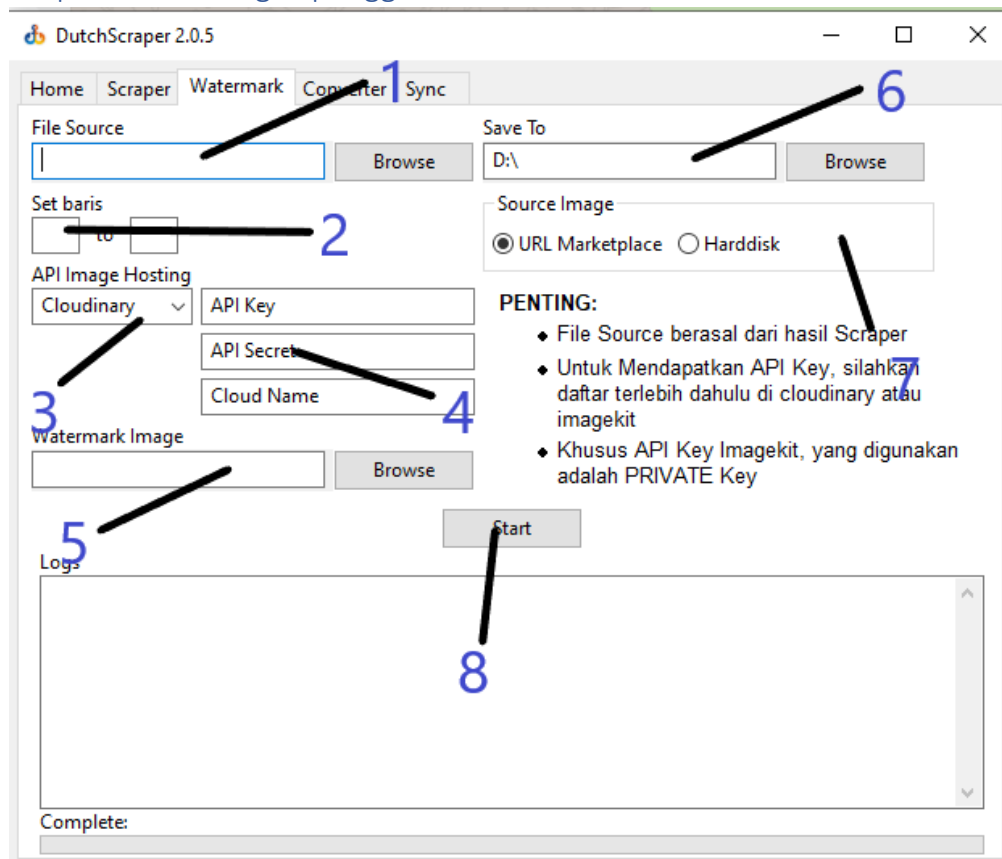 DutchScraper 2.0.5
Home Scraper Watermark Converter Sync
1
6
File Source
Browse
Save To
D:\
Browse
Set baris
to
2
Source Image
URL Marketplace Harddisk
7
API Image Hosting
Cloudinary
3
API Key
API Secret
Cloud Name
4
Watermark Image
Browse
5
PENTING:
File Source berasal dari hasil Scraper
Untuk Mendapatkan API Key, silahkan
daftar terlebih dahulu di cloudinary atau
imagekit
Khusus API Key Imagekit, yang digunakan
adalah PRIVATE Key
Start
8
Logs
Complete: